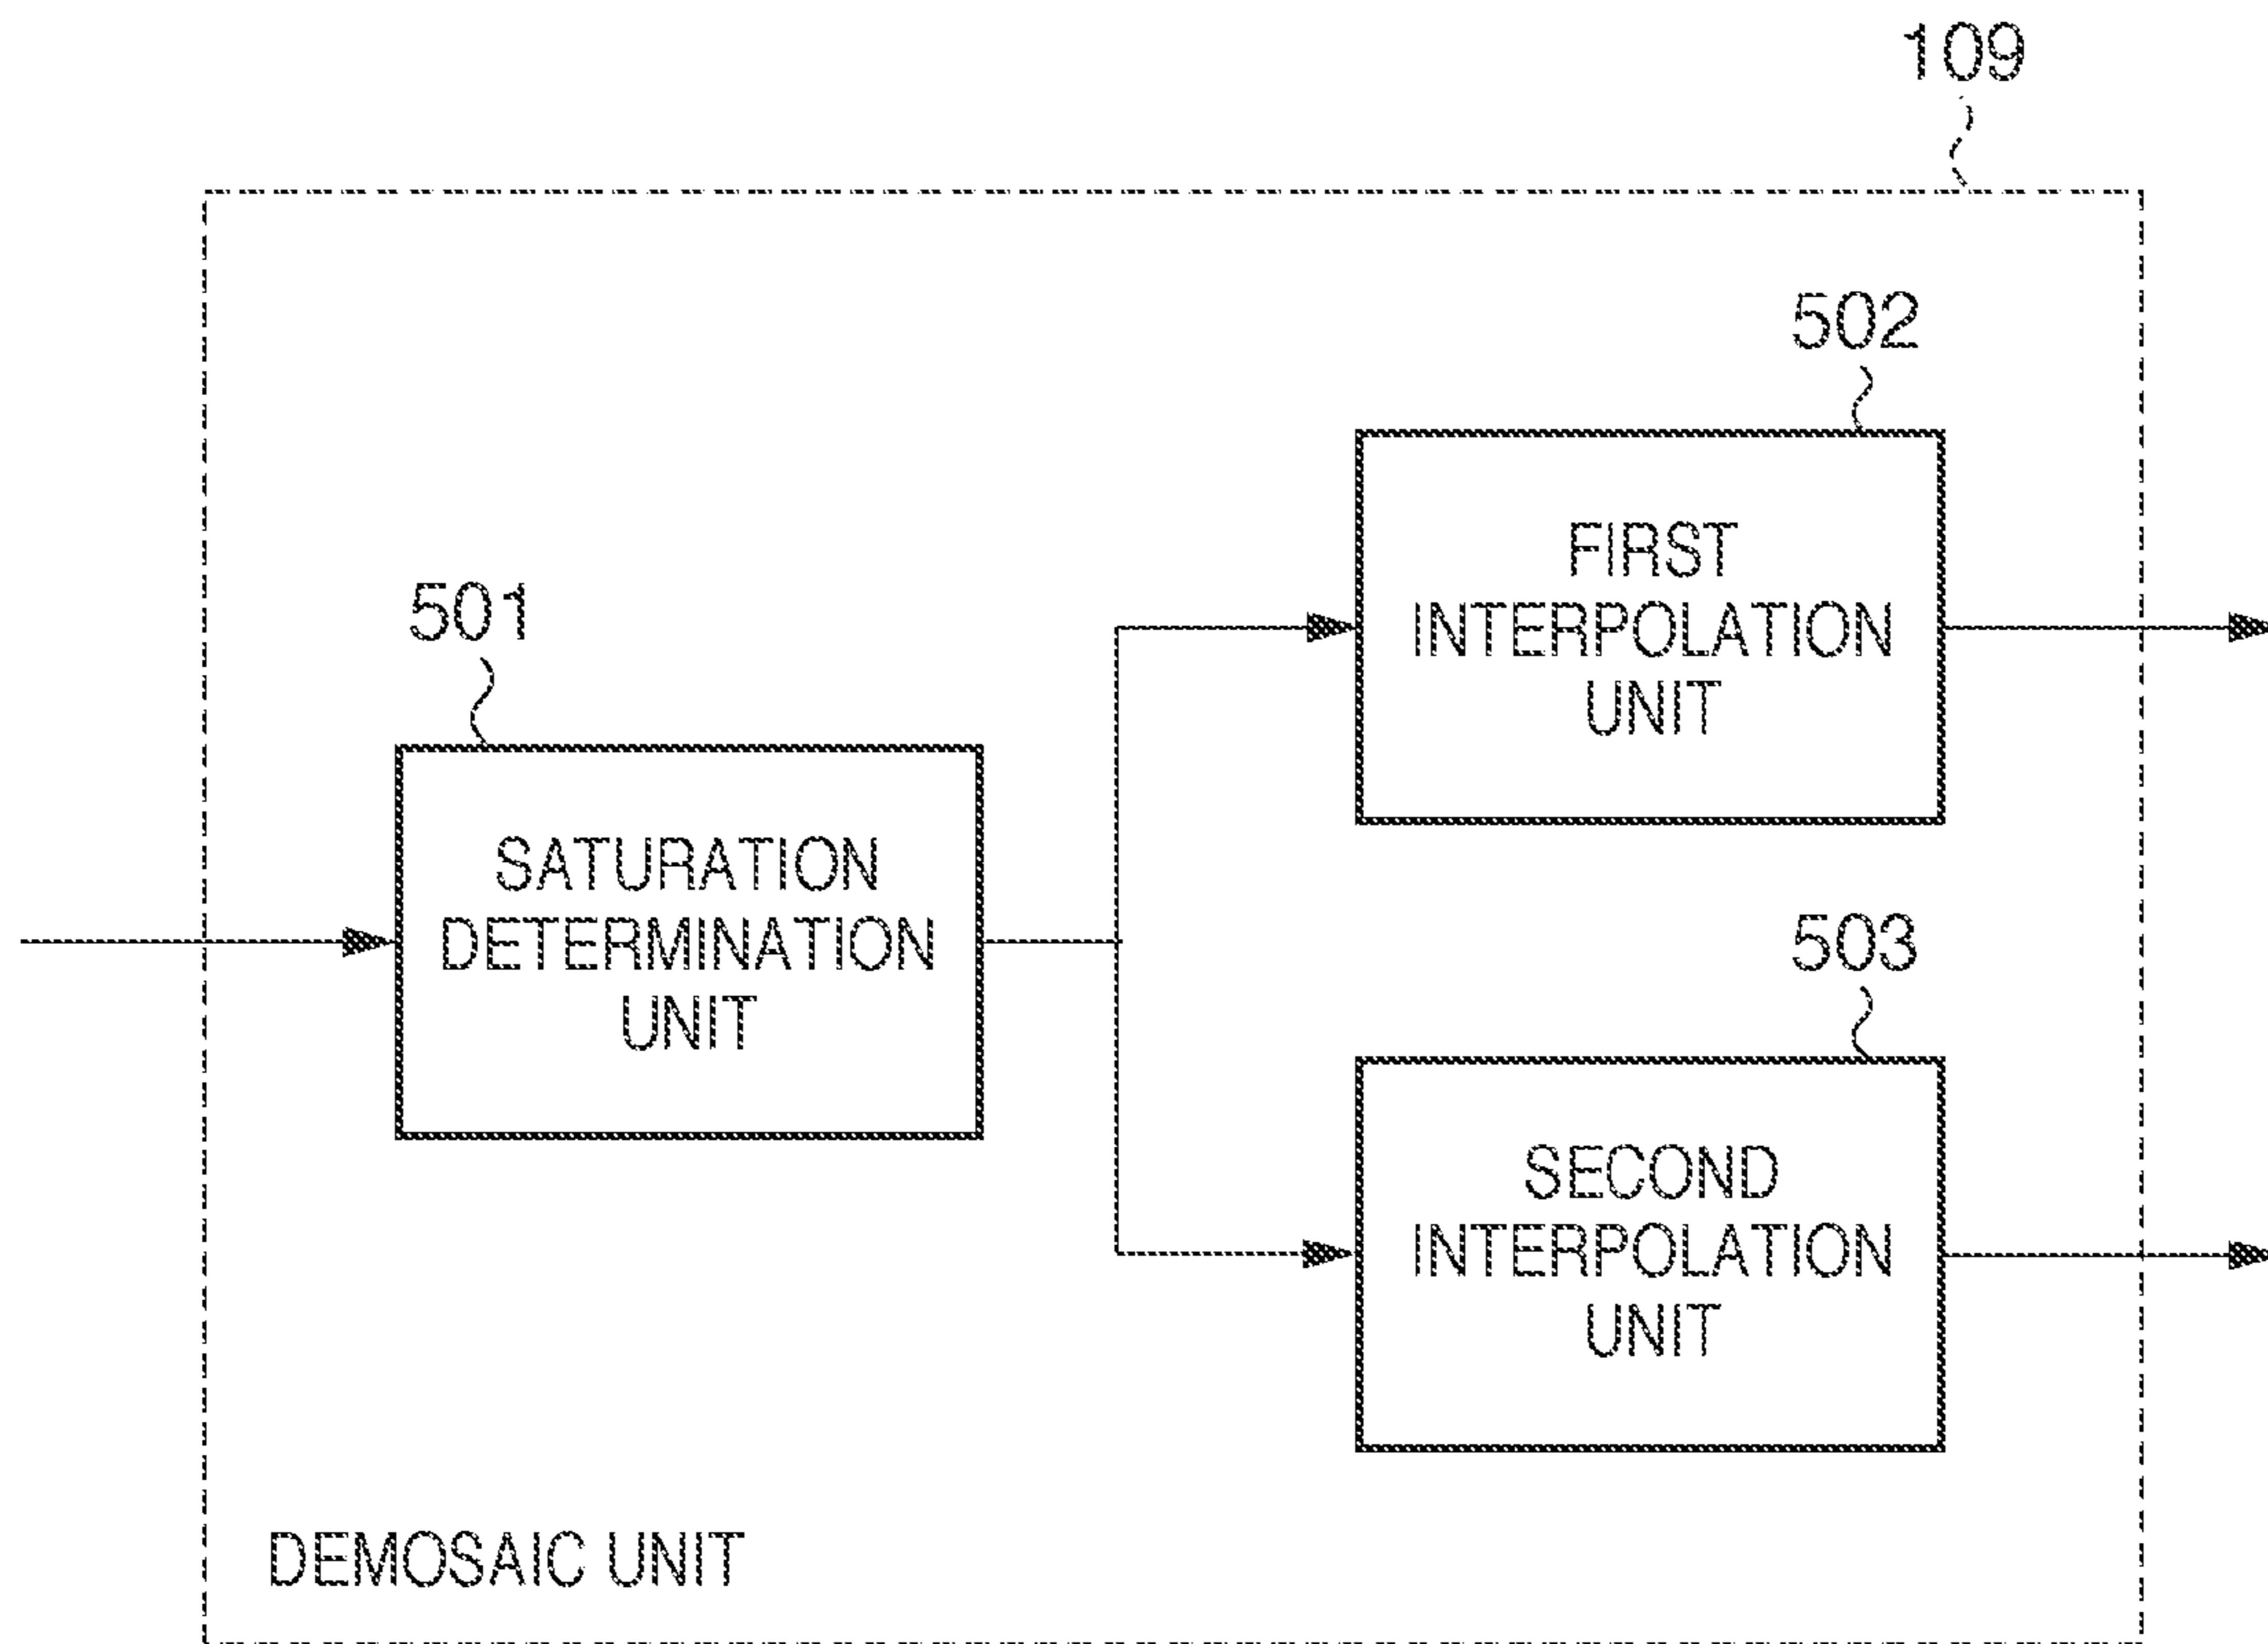 109
502
FIRST
INTERPOLATION
UNIT
501
SATURATION
DETERMINATION
UNIT
503
SECOND
INTERPOLATION
UNIT
DEMOSAIC UNIT